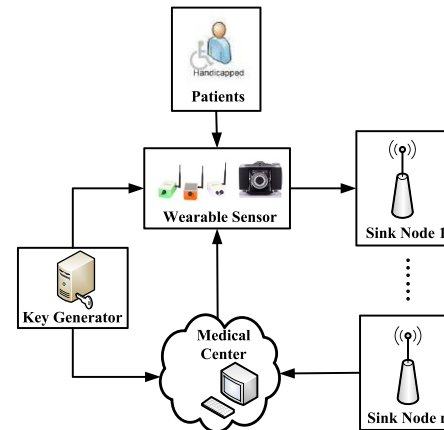 Handicapped
Patients
Wearable Sensor
Sink Node 1
Key Generator
Medical
Center
Sink Node n